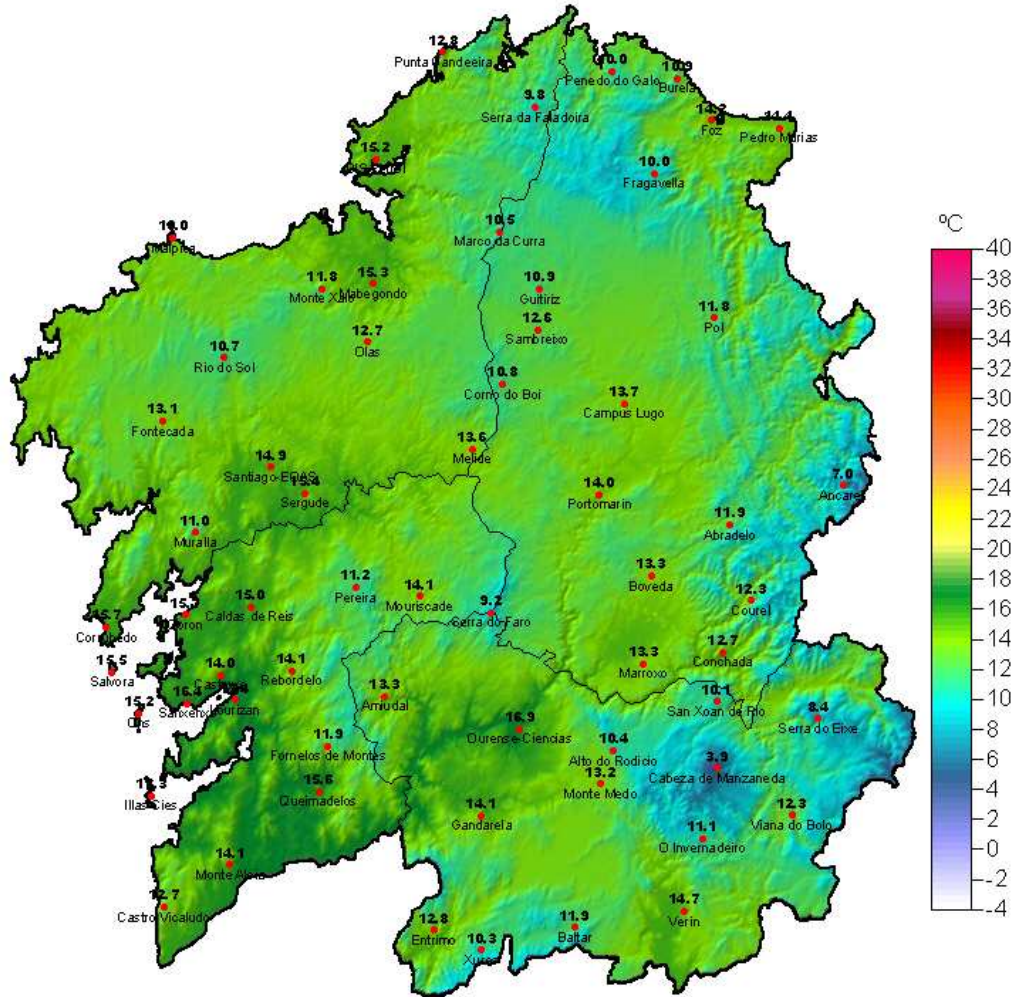 12.8
Punta Candeeira
10.0
Penedo do Galo
10.9
Burela
9.8
Serra da Faladoira
14.2
Foz
14.4
Pedro Murias
15.2
10.0
Fragavella
Malpica
10.5
Marco da Curra
ºC
40
38
36
34
32
30
28
26
24
22
20
18
16
14
12
10
8
6
4
2
0
-2
-4
11.8
Monte Xalo
15.3
Mabegondo
10.9
Guitiriz
12.6
Sambreixo
11.8
Pol
12.7
Olas
10.7
Rio do Sol
10.8
Corno do Boi
13.7
Campus Lugo
13.1
Fontecada
13.6
Melide
14.9
Santiago-EOAS
15.4
Sergude
7.0
Ancares
14.0
Portomarin
11.0
Muralla
11.9
Abradelo
13.3
Boveda
11.2
Pereira
14.1
Mouriscade
12.3
Courel
15.0
Caldas de Reis
9.2
Serra do Faro
15.7
Corrubedo
15.5
Salvora
14.0
14.1
Rebordelo
13.3
Marroxo
12.7
Conchada
13.3
Amiudal
16.4
Sanxenxo
Lourizan
15.2
Ons
10.1
San Xoan de Rio
8.4
Serra do Eixe
16.9
Ourense-Ciencias
11.9
Fornelos de Montes
10.4
Alto do Rodicio
3.9
Cabeza de Manzaneda
13.2
Monte Medo
15.6
Queimadelos
Illas Cies
14.1
Gandarela
12.3
Viana do Bolo
11.1
O Invernadeiro
14.1
Monte Aloia
12.7
Castro Vicaludo
14.7
Verin
12.8
Entrimo
11.9
Baltar
10.3